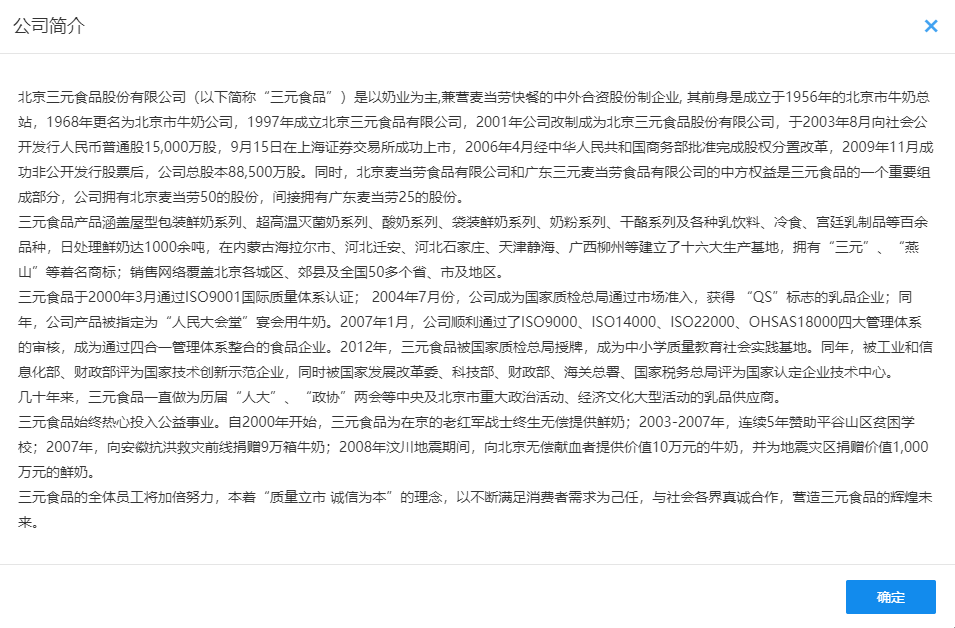 公司简介
北京三元食品股份有限公司（以下简称“三元食品”）是以奶业为主,兼营麦当劳快餐的中外合资股份制企业, 其前身是成立于1956年的北京市牛奶总
站，1968年更名为北京市牛奶公司，1997年成立北京三元食品有限公司，2001年公司改制成为北京三元食品股份有限公司，于2003年8月向社会公
开发行人民币普通股15,000万股，9月15日在上海证券交易所成功上市，2006年4月经中华人民共和国商务部批准完成股权分置改革，2009年11月成
功非公开发行股票后，公司总股本88,500万股。同时，北京麦当劳食品有限公司和广东三元麦当劳食品有限公司的中方权益是三元食品的一个重要组
成部分，公司拥有北京麦当劳50的股份，间接拥有广东麦当劳25的股份。
三元食品产品涵盖屋型包装鲜奶系列、超高温灭菌奶系列、酸奶系列、袋装鲜奶系列、奶粉系列、干酪系列及各种乳饮料、冷食、宫廷乳制品等百余
品种，日处理鲜奶达1000余吨，在内蒙古海拉尔市、河北迁安、河北石家庄、天津静海、广西柳州等建立了十六大生产基地，拥有“三元”、“燕
山”等着名商标；销售网络覆盖北京各城区、郊县及全国50多个省、市及地区。
三元食品于2000年3月通过ISO9001国际质量体系认证； 2004年7月份，公司成为国家质检总局通过市场准入，获得 “QS”标志的乳品企业；同
年，公司产品被指定为“人民大会堂”宴会用牛奶。2007年1月，公司顺利通过了ISO9000、ISO14000、ISO22000、OHSAS18000四大管理体系
的审核，成为通过四合一管理体系整合的食品企业。2012年，三元食品被国家质检总局授牌，成为中小学质量教育社会实践基地。同年，被工业和信
息化部、财政部评为国家技术创新示范企业，同时被国家发展改革委、科技部、财政部、海关总署、国家税务总局评为国家认定企业技术中心。
几十年来，三元食品一直做为历届“人大”、“政协”两会等中央及北京市重大政治活动、经济文化大型活动的乳品供应商。
三元食品始终热心投入公益事业。自2000年开始，三元食品为在京的老红军战士终生无偿提供鲜奶；2003-2007年，连续5年赞助平谷山区贫困学
校；2007年，向安徽抗洪救灾前线捐赠9万箱牛奶；2008年汶川地震期间，向北京无偿献血者提供价值10万元的牛奶，并为地震灾区捐赠价值1,000
万元的鲜奶。
三元食品的全体员工将加倍努力，本着“质量立市 诚信为本”的理念，以不断满足消费者需求为己任，与社会各界真诚合作，营造三元食品的辉煌未
来。
确定